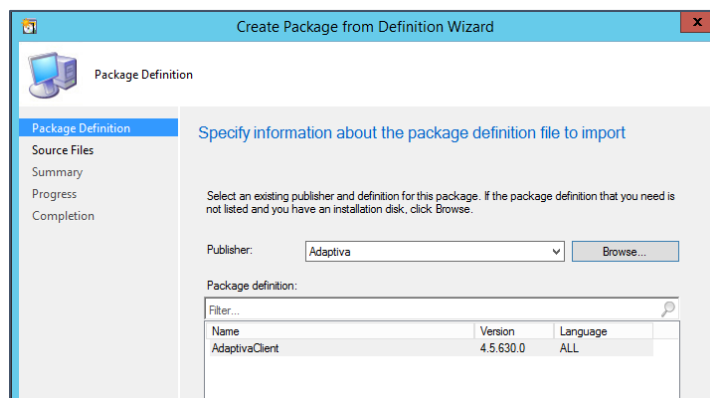 Create Package from Definition Wizard
x
Package Definition
Package Definition
Source Files
Summary
Progress
Completion
Specify information about the package definition file to import
Select an existing publisher and definition for this package. If the package definition that you need is
not listed and you have an installation disk, click Browse.
Publisher: Adaptiva Browse...
Package definition:
Filter...
Name Version Language
AdaptivaClient 4.5.630.0 ALL